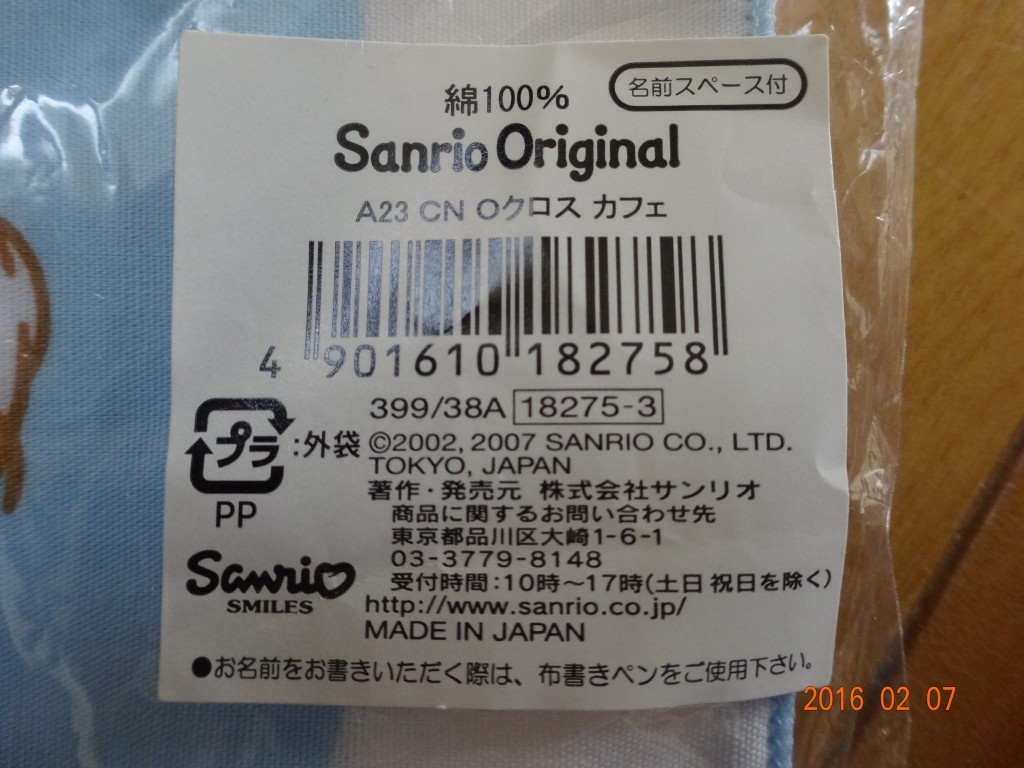 名前スペース付
綿100%
Sanrio Original
A23 CN Oクロス カフェ
4 901610 182758
399/38A 18275-3
プラ :外袋
PP
©2002, 2007 SANRIO CO., LTD.
TOKYO, JAPAN
著作・発売元 株式会社サンリオ
商品に関するお問い合わせ先
東京都品川区大崎1-6-1
03-3779-8148
受付時間:10時～17時(土日 祝日を除く)
Sanrio
SMILES
http://www.sanrio.co.jp/
MADE IN JAPAN
●お名前をお書きいただく際は、布書きペンをご使用下さい。
2016 02 07